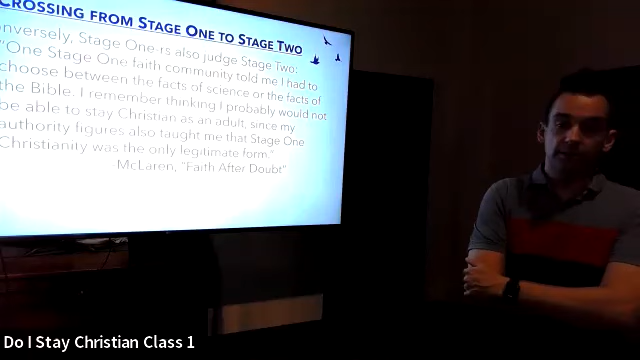 CROSSING FROM STAGE ONE TO STAGE TWO
onversely, Stage One-rs also judge Stage Two:
"One Stage One faith community told me I had to
choose between the facts of science or the facts of
the Bible. I remember thinking I probably would not
be able to stay Christian as an adult, since my
authority figures also taught me that Stage One
Christianity was the only legitimate form."
-McLaren, "Faith After Doubt"
Do I Stay Christian Class 1